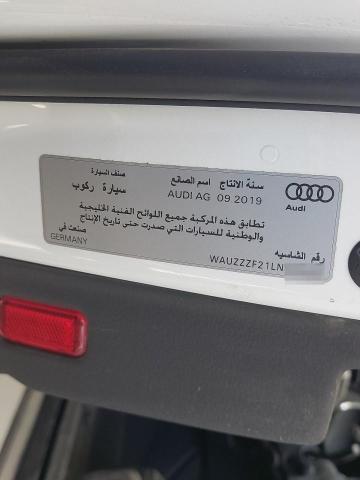 صنف السيارة
سيارة ركوب
اسم الصانع
AUDI AG
سنة الانتاج
09.2019
Audi
تطابق هذه المركبة جميع اللوائح الفنية الخليجية
والوطنية للسيارات التي صدرت حتى تاريخ الإنتاج
صنعت في
GERMANY
رقم الشاسيه
WAUZZZF21LN